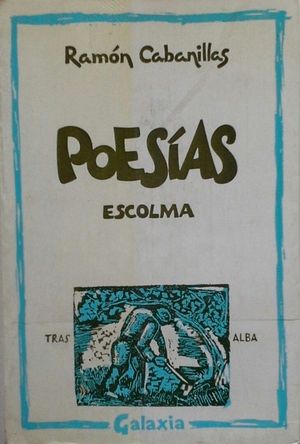 Ramón Cabanillas
POESÍAS
ESCOLMA
TRAS ALBA
Galaxia